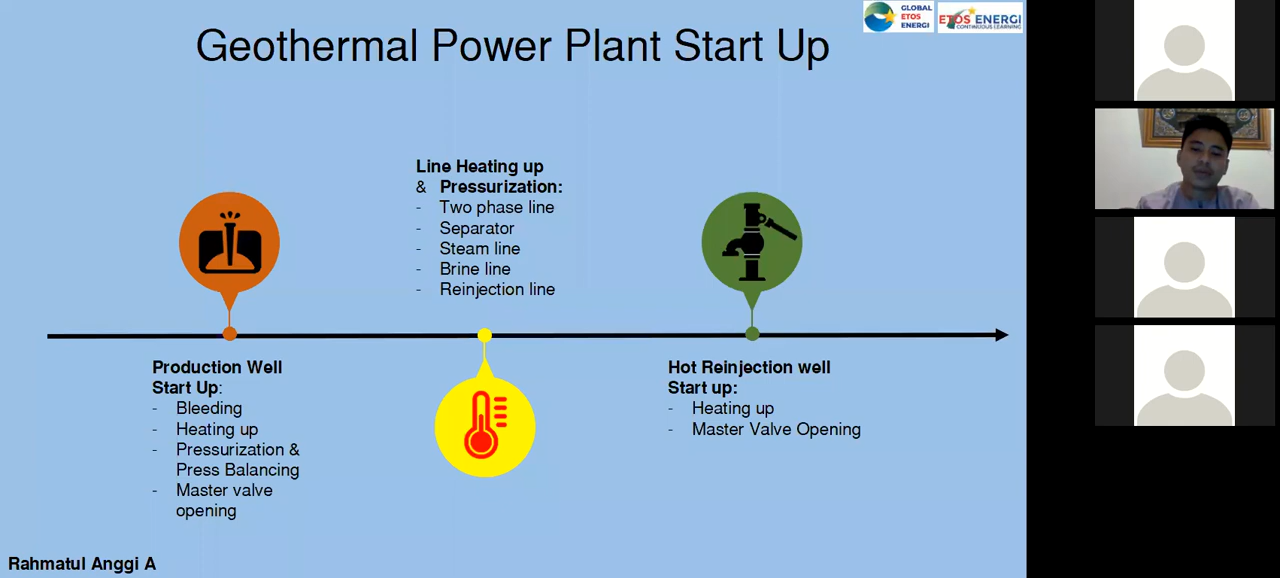 GLOBAL
ETOS
ENERGI
ETOS ENERGI
CONTINUOUS LEARNING
Geothermal Power Plant Start Up
Line Heating up
& Pressurization:
- Two phase line
- Separator
- Steam line
- Brine line
- Reinjection line
Production Well
Start Up:
- Bleeding
- Heating up
- Pressurization &
Press Balancing
- Master valve
opening
Hot Reinjection well
Start up:
- Heating up
- Master Valve Opening
Rahmatul Anggi A